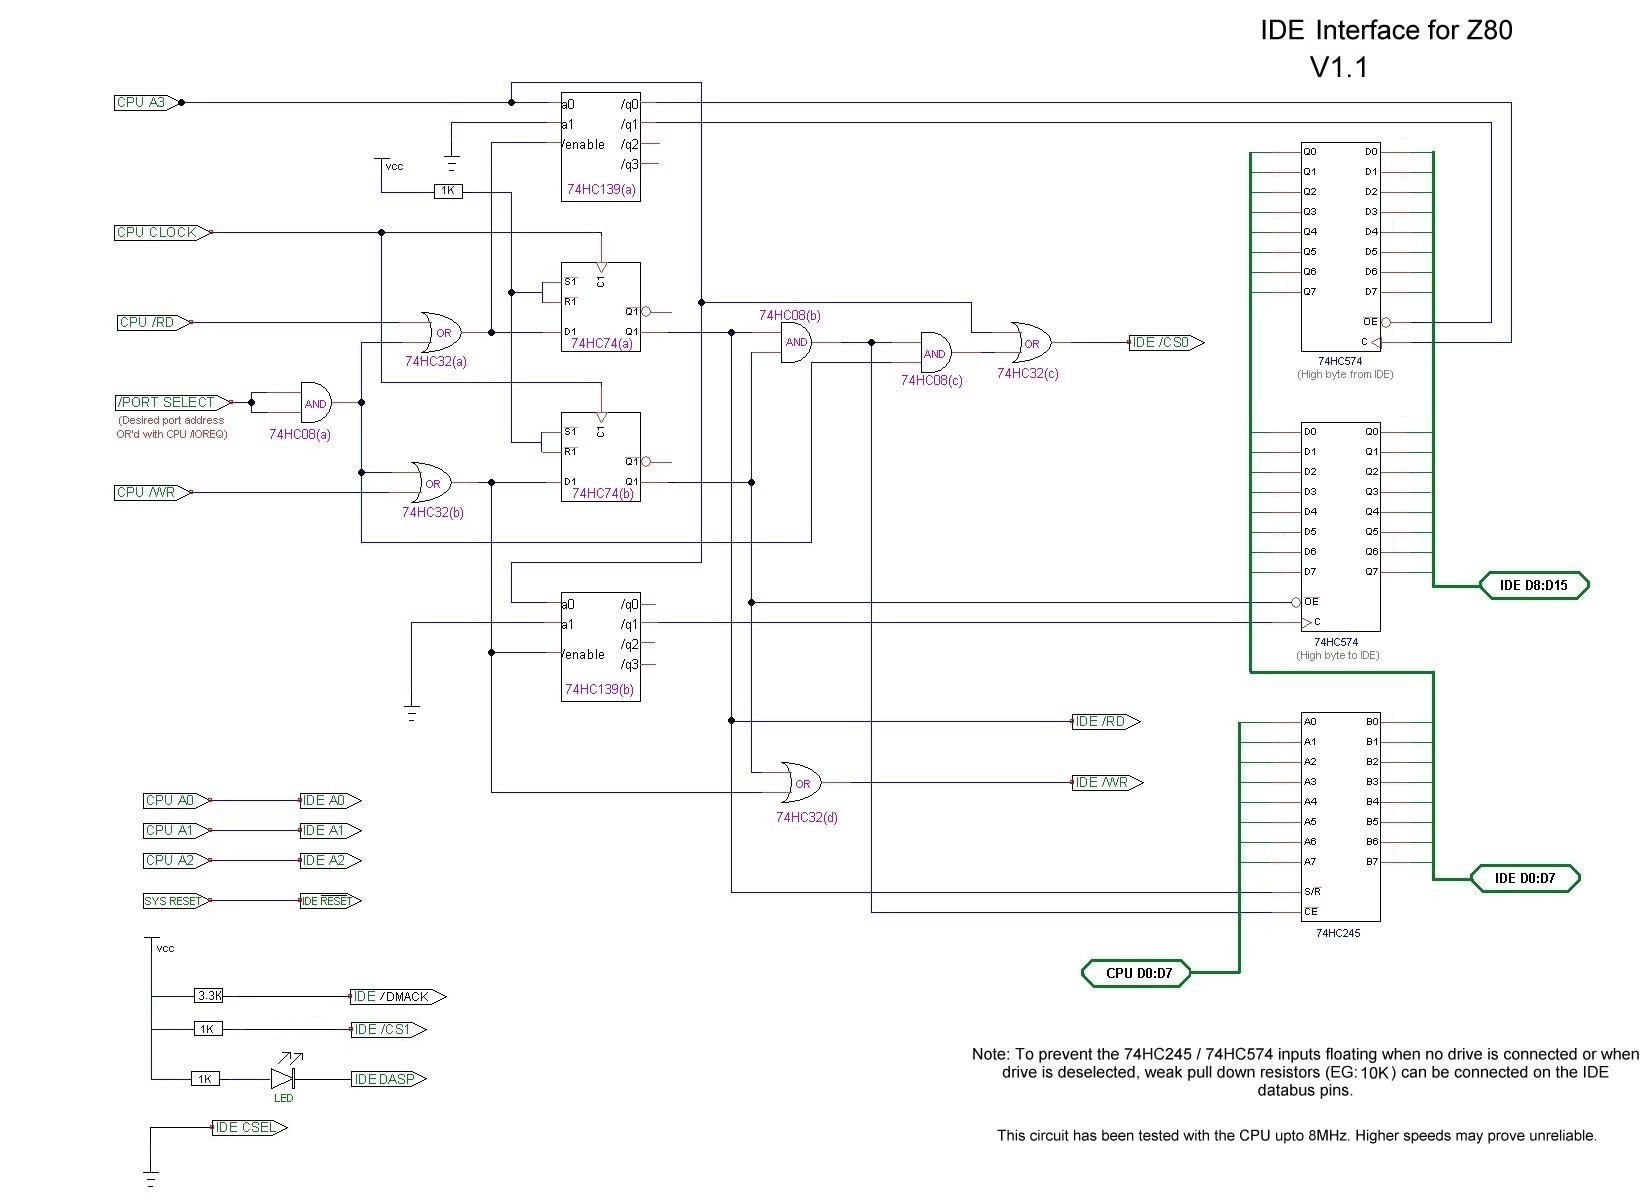 IDE Interface for Z80
V1.1
CPU A3
a0
a1
/enable
/q0
/q1
/q2
/q3
74HC139(a)
vcc
1K
CPU CLOCK
CPU /RD
OR
74HC32(a)
S1
R1
D1
C1
Q1
Q1
74HC74(a)
/PORT SELECT
(Desired port address
OR'd with CPU /IOREQ)
AND
74HC08(a)
CPU /WR
OR
74HC32(b)
S1
R1
D1
C1
Q1
Q1
74HC74(b)
74HC08(b)
AND
AND
74HC08(c)
OR
74HC32(c)
IDE /CS0
a0
a1
/enable
/q0
/q1
/q2
/q3
74HC139(b)
IDE /RD
OR
74HC32(d)
IDE /WR
Q0 D0
Q1 D1
Q2 D2
Q3 D3
Q4 D4
Q5 D5
Q6 D6
Q7 D7
OE
C
74HC574
(High byte from IDE)
D0 Q0
D1 Q1
D2 Q2
D3 Q3
D4 Q4
D5 Q5
D6 Q6
D7 Q7
OE
C
74HC574
(High byte to IDE)
IDE D8:D15
A0 B0
A1 B1
A2 B2
A3 B3
A4 B4
A5 B5
A6 B6
A7 B7
S/R
CE
74HC245
IDE D0:D7
CPU D0:D7
CPU A0 IDE A0
CPU A1 IDE A1
CPU A2 IDE A2
SYS RESET IDE RESET
vcc
3.3K IDE /DMACK
1K IDE /CS1
1K IDE DASP
LED
IDE CSEL
Note: To prevent the 74HC245 / 74HC574 inputs floating when no drive is connected or when
drive is deselected, weak pull down resistors (EG: 10K) can be connected on the IDE
databus pins.
This circuit has been tested with the CPU upto 8MHz. Higher speeds may prove unreliable.